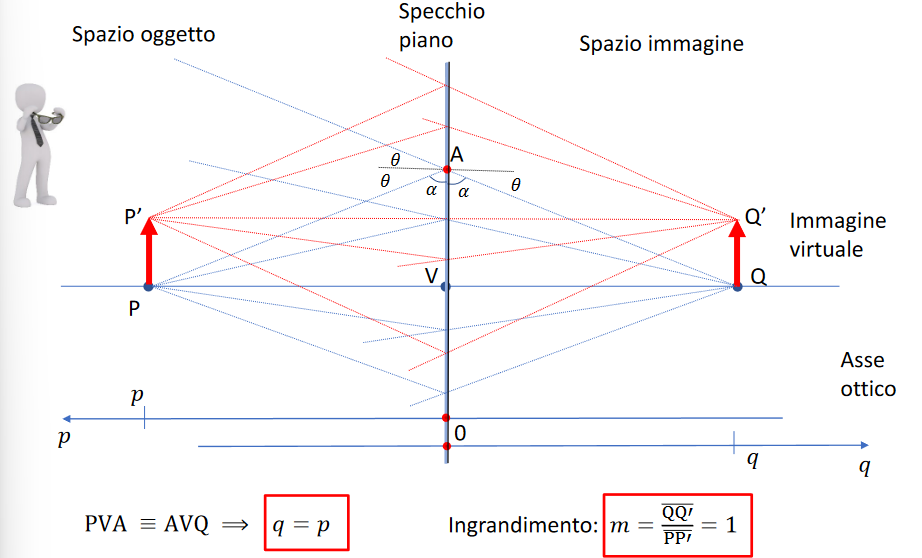 Specchio
piano
Spazio oggetto
Spazio immagine
A
θ
θ
α
α
θ
P’
Q’
Immagine
virtuale
V
Q
P
Asse
ottico
p
p
0
q
q
PVA ≡ AVQ ⟹ q = p
Ingrandimento: m = QQ′/PP′ = 1